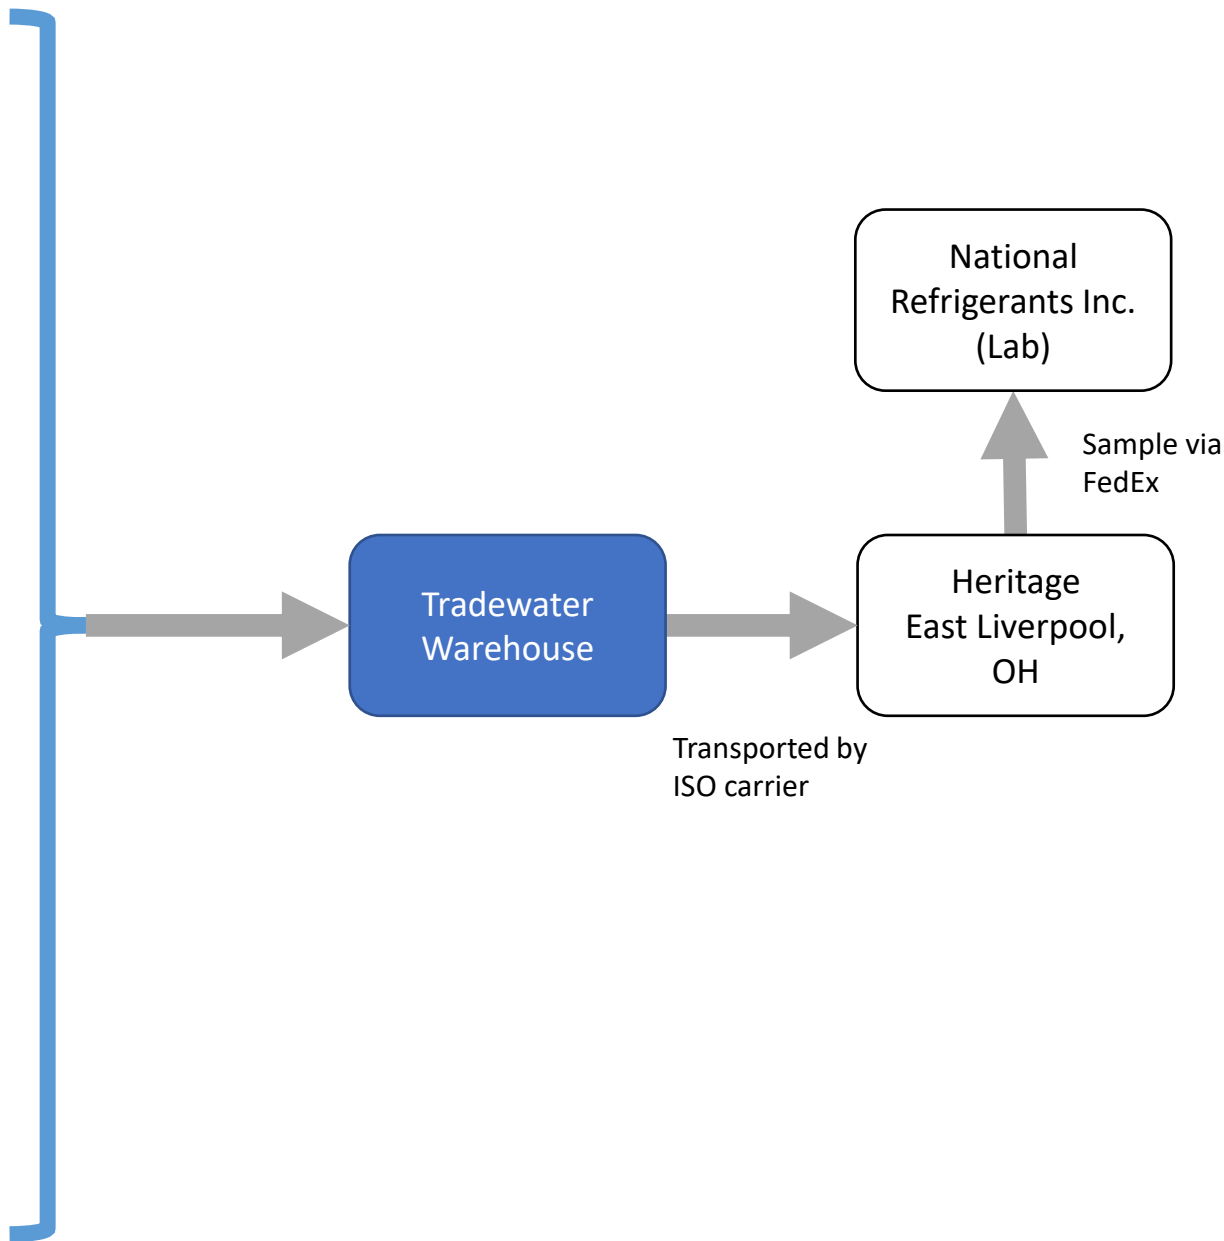 National
Refrigerants Inc.
(Lab)
Sample via
FedEx
Tradewater
Warehouse
Heritage
East Liverpool,
OH
Transported by
ISO carrier